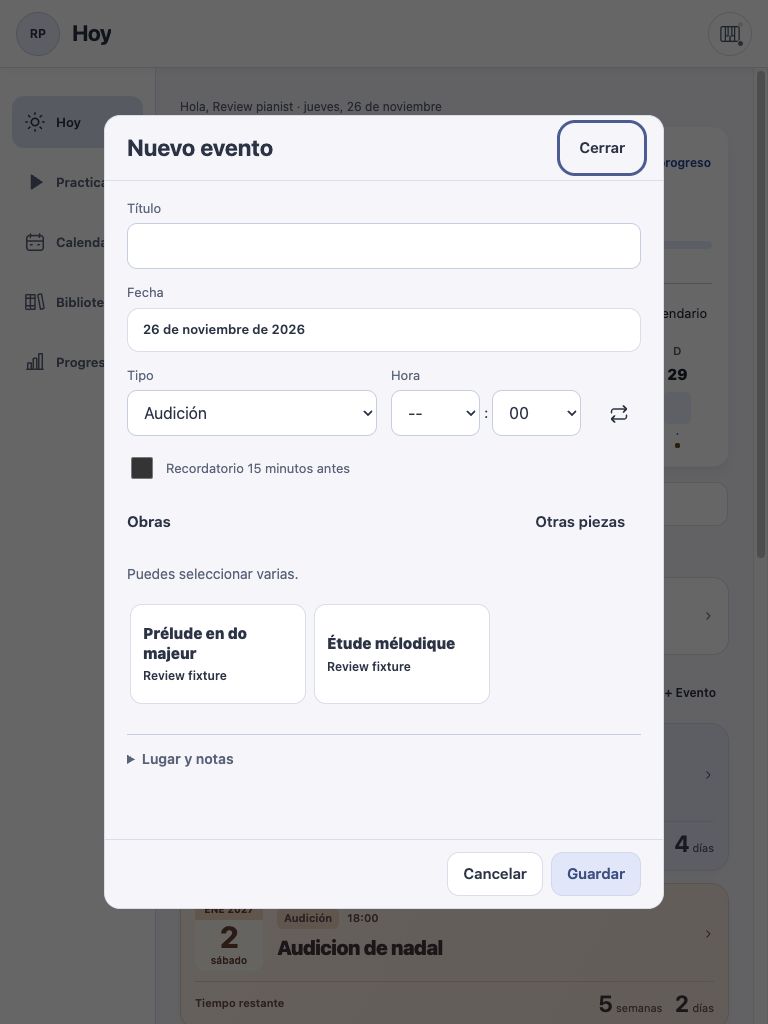 RP
Hoy
Hola, Review pianist · jueves, 26 de noviembre
Hoy
Practica
Calenda
Bibliote
Progres
rogreso
endario
D
29
+ Evento
4 días
Nuevo evento
Cerrar
Título
Fecha
26 de noviembre de 2026
Tipo
Hora
Audición
--
:
00
Recordatorio 15 minutos antes
Obras
Otras piezas
Puedes seleccionar varias.
Prélude en do
majeur
Review fixture
Étude mélodique
Review fixture
Lugar y notas
Cancelar
Guardar
ENE 2027
2
sábado
Audición
18:00
Audicion de nadal
Tiempo restante
5 semanas 2 días